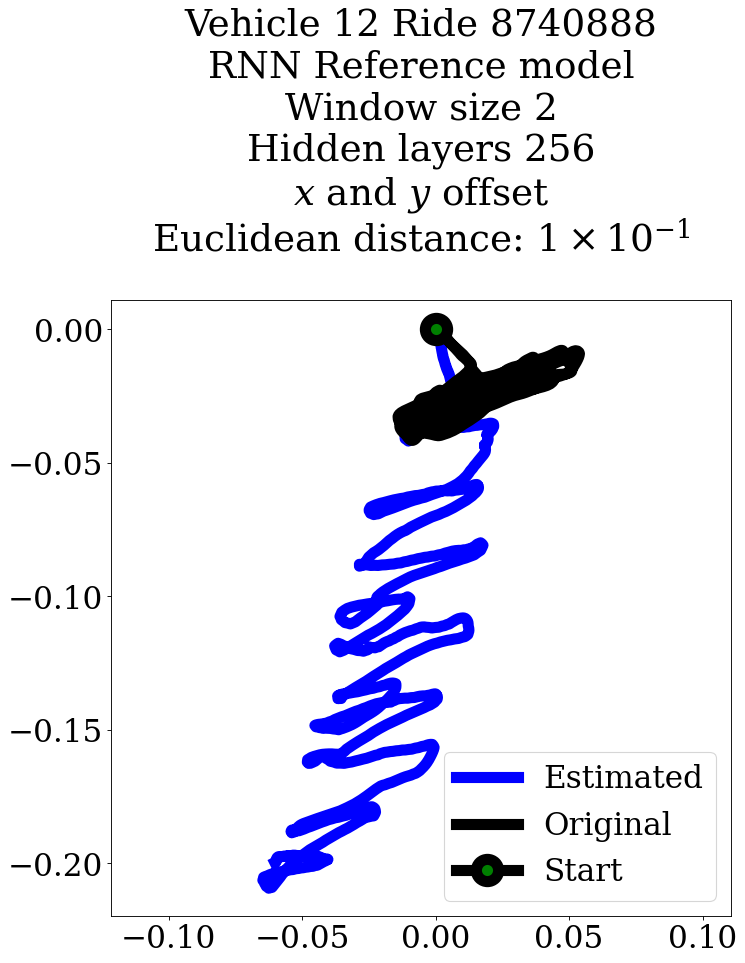 Vehicle 12 Ride 8740888
RNN Reference model
Window size 2
Hidden layers 256
x and y offset
Euclidean distance: 1 × 10⁻¹
0.00
−0.05
−0.10
−0.15
−0.20
Estimated
Original
Start
−0.10 −0.05 0.00 0.05 0.10